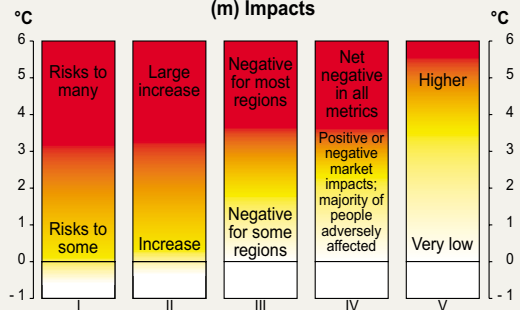 (m) Impacts
°C
°C
6
5
4
3
2
1
0
- 1
Risks to
many
Risks to
some
Large
increase
Increase
Negative
for most
regions
Negative
for some
regions
Net
negative
in all
metrics
Positive or
negative
market
impacts;
majority of
people
adversely
affected
Higher
Very low
6
5
4
3
2
1
0
- 1
I
II
III
IV
V